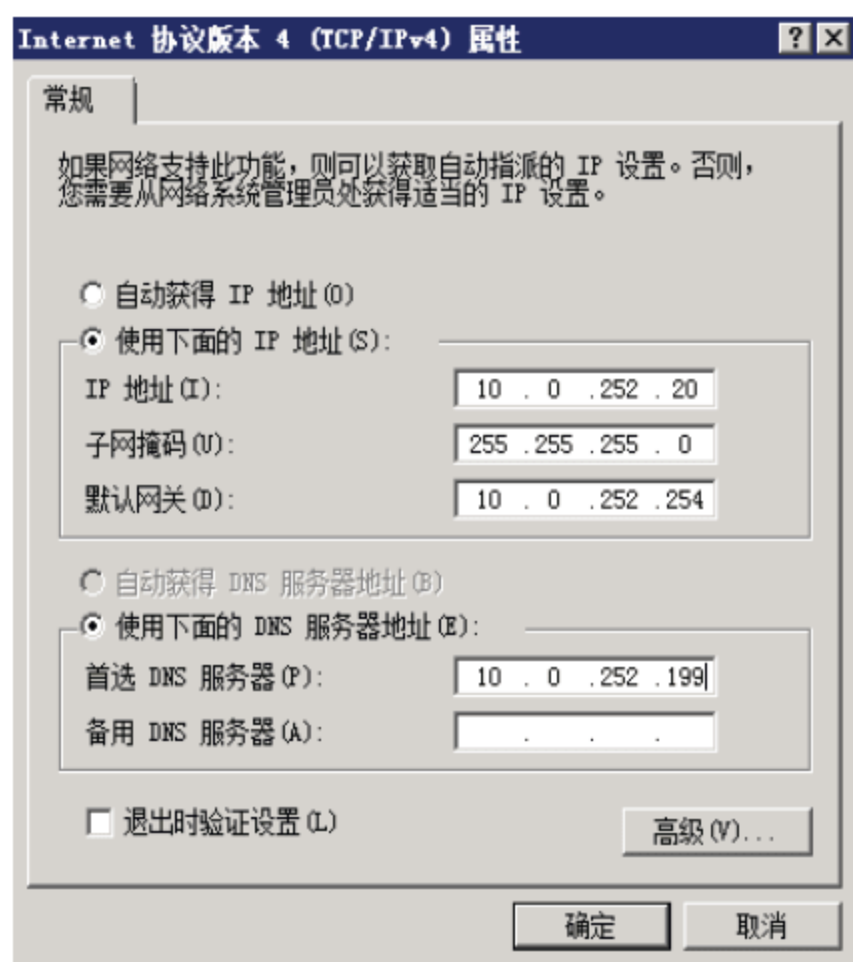 Internet 协议版本 4 (TCP/IPv4) 属性
常规
如果网络支持此功能，则可以获取自动指派的 IP 设置。否则，
您需要从网络系统管理员处获得适当的 IP 设置。
自动获得 IP 地址(O)
使用下面的 IP 地址(S):
IP 地址(I): 10 . 0 .252 . 20
子网掩码(U): 255 .255 .255 . 0
默认网关(D): 10 . 0 .252 .254
自动获得 DNS 服务器地址(B)
使用下面的 DNS 服务器地址(E):
首选 DNS 服务器(P): 10 . 0 .252 .199
备用 DNS 服务器(A): . . .
退出时验证设置(L)
高级(V)...
确定 取消